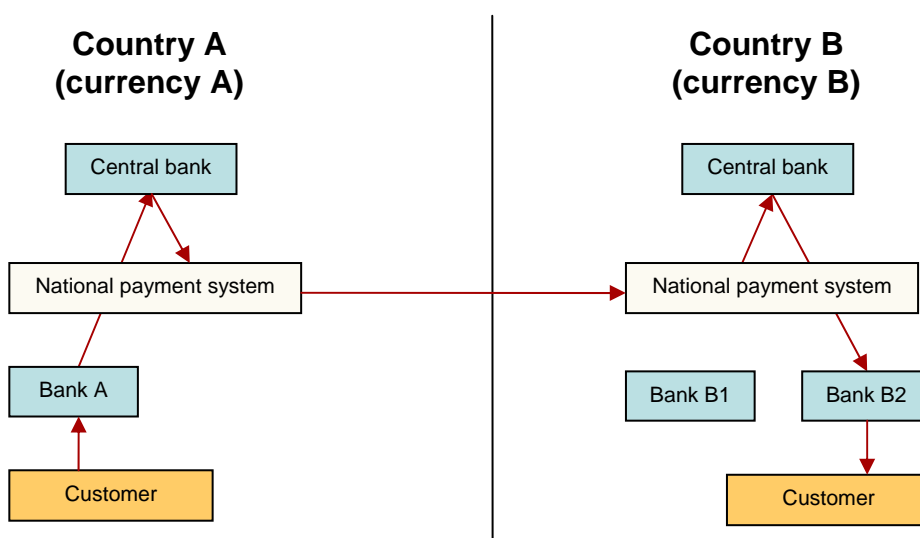 Country A
(currency A)
Country B
(currency B)
Central bank
Central bank
National payment system
National payment system
Bank A
Bank B1
Bank B2
Customer
Customer